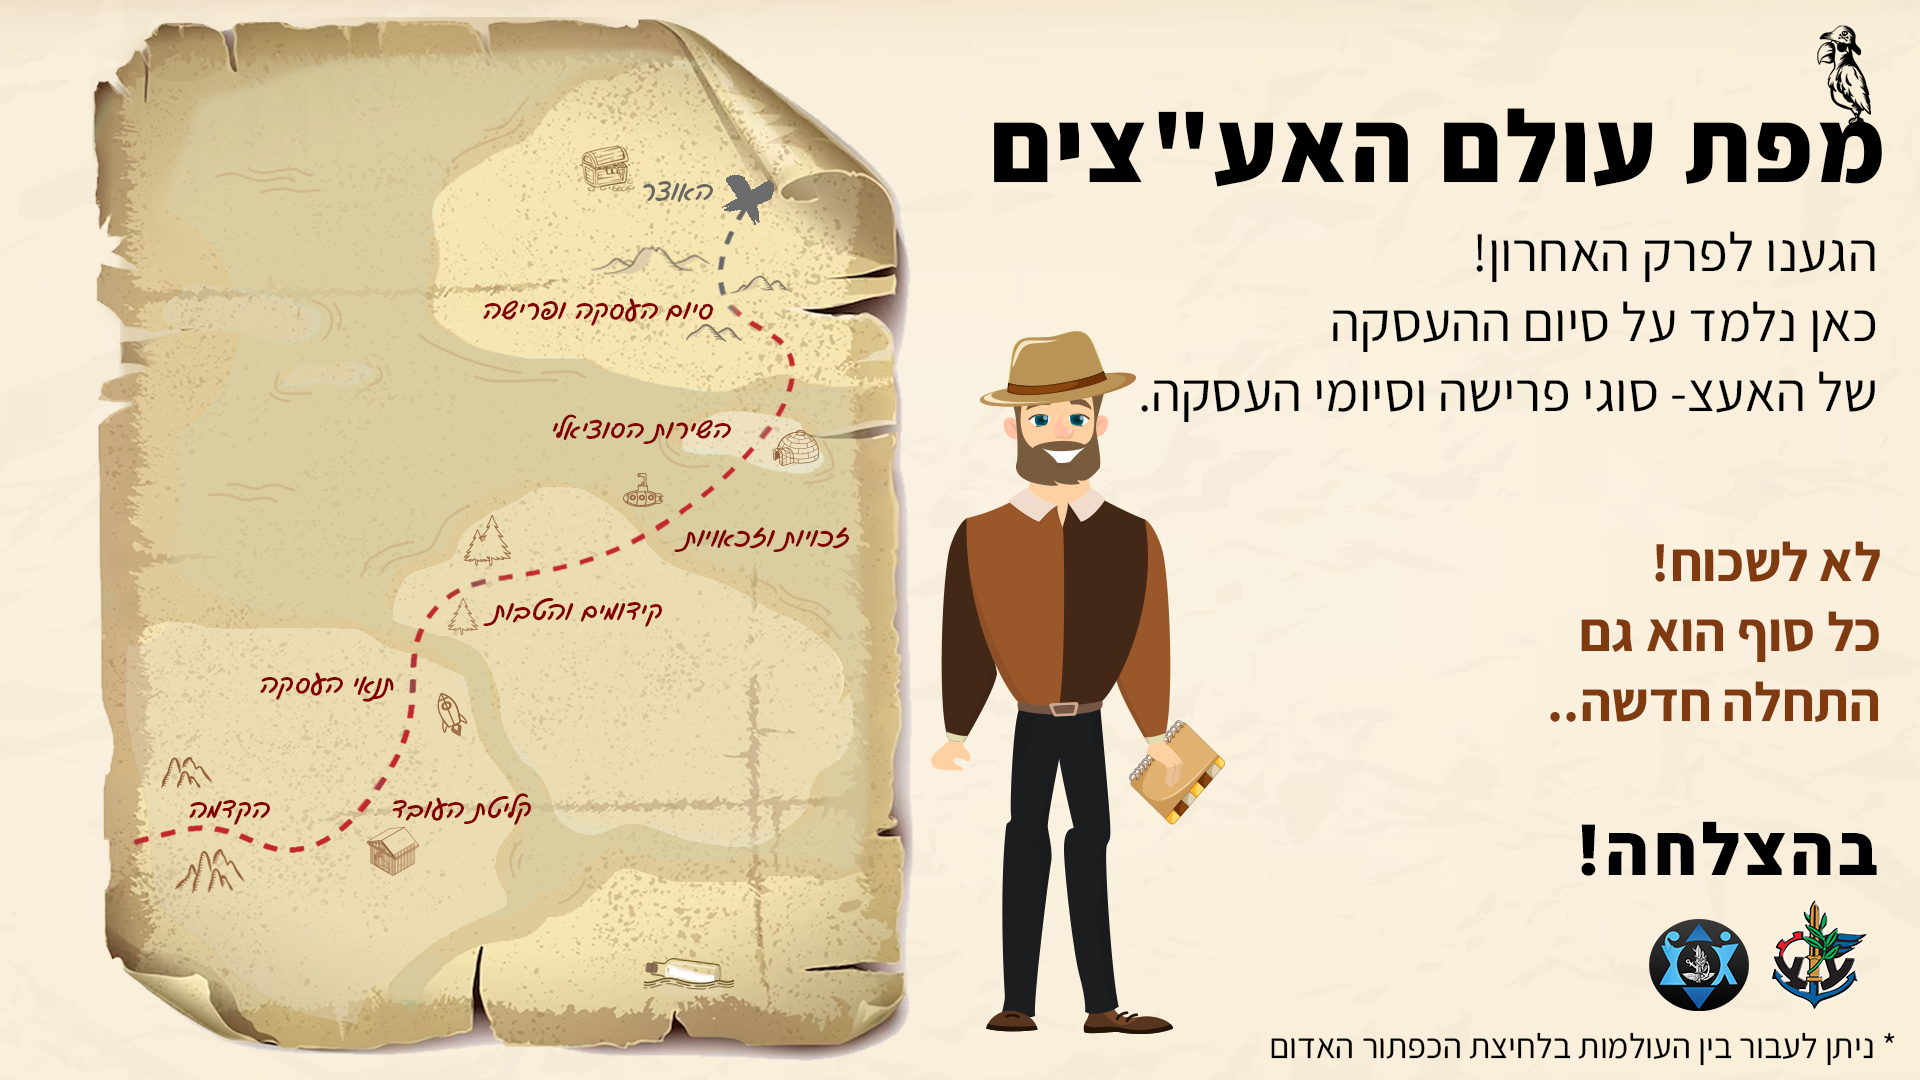 מפת עולם האע"צים
הגענו לפרק האחרון!
כאן נלמד על סיום ההעסקה
של האעצ- סוגי פרישה וסיומי העסקה.
לא לשכוח!
כל סוף הוא גם
התחלה חדשה..
בהצלחה!
* ניתן לעבור בין העולמות בלחיצת הכפתור האדום
האוצר
סיום העסקה ופרישה
השירות הסוציאלי
זכויות וזכאויות
קידומים והטבות
תנאי העסקה
קליטת העובד
הקדמה